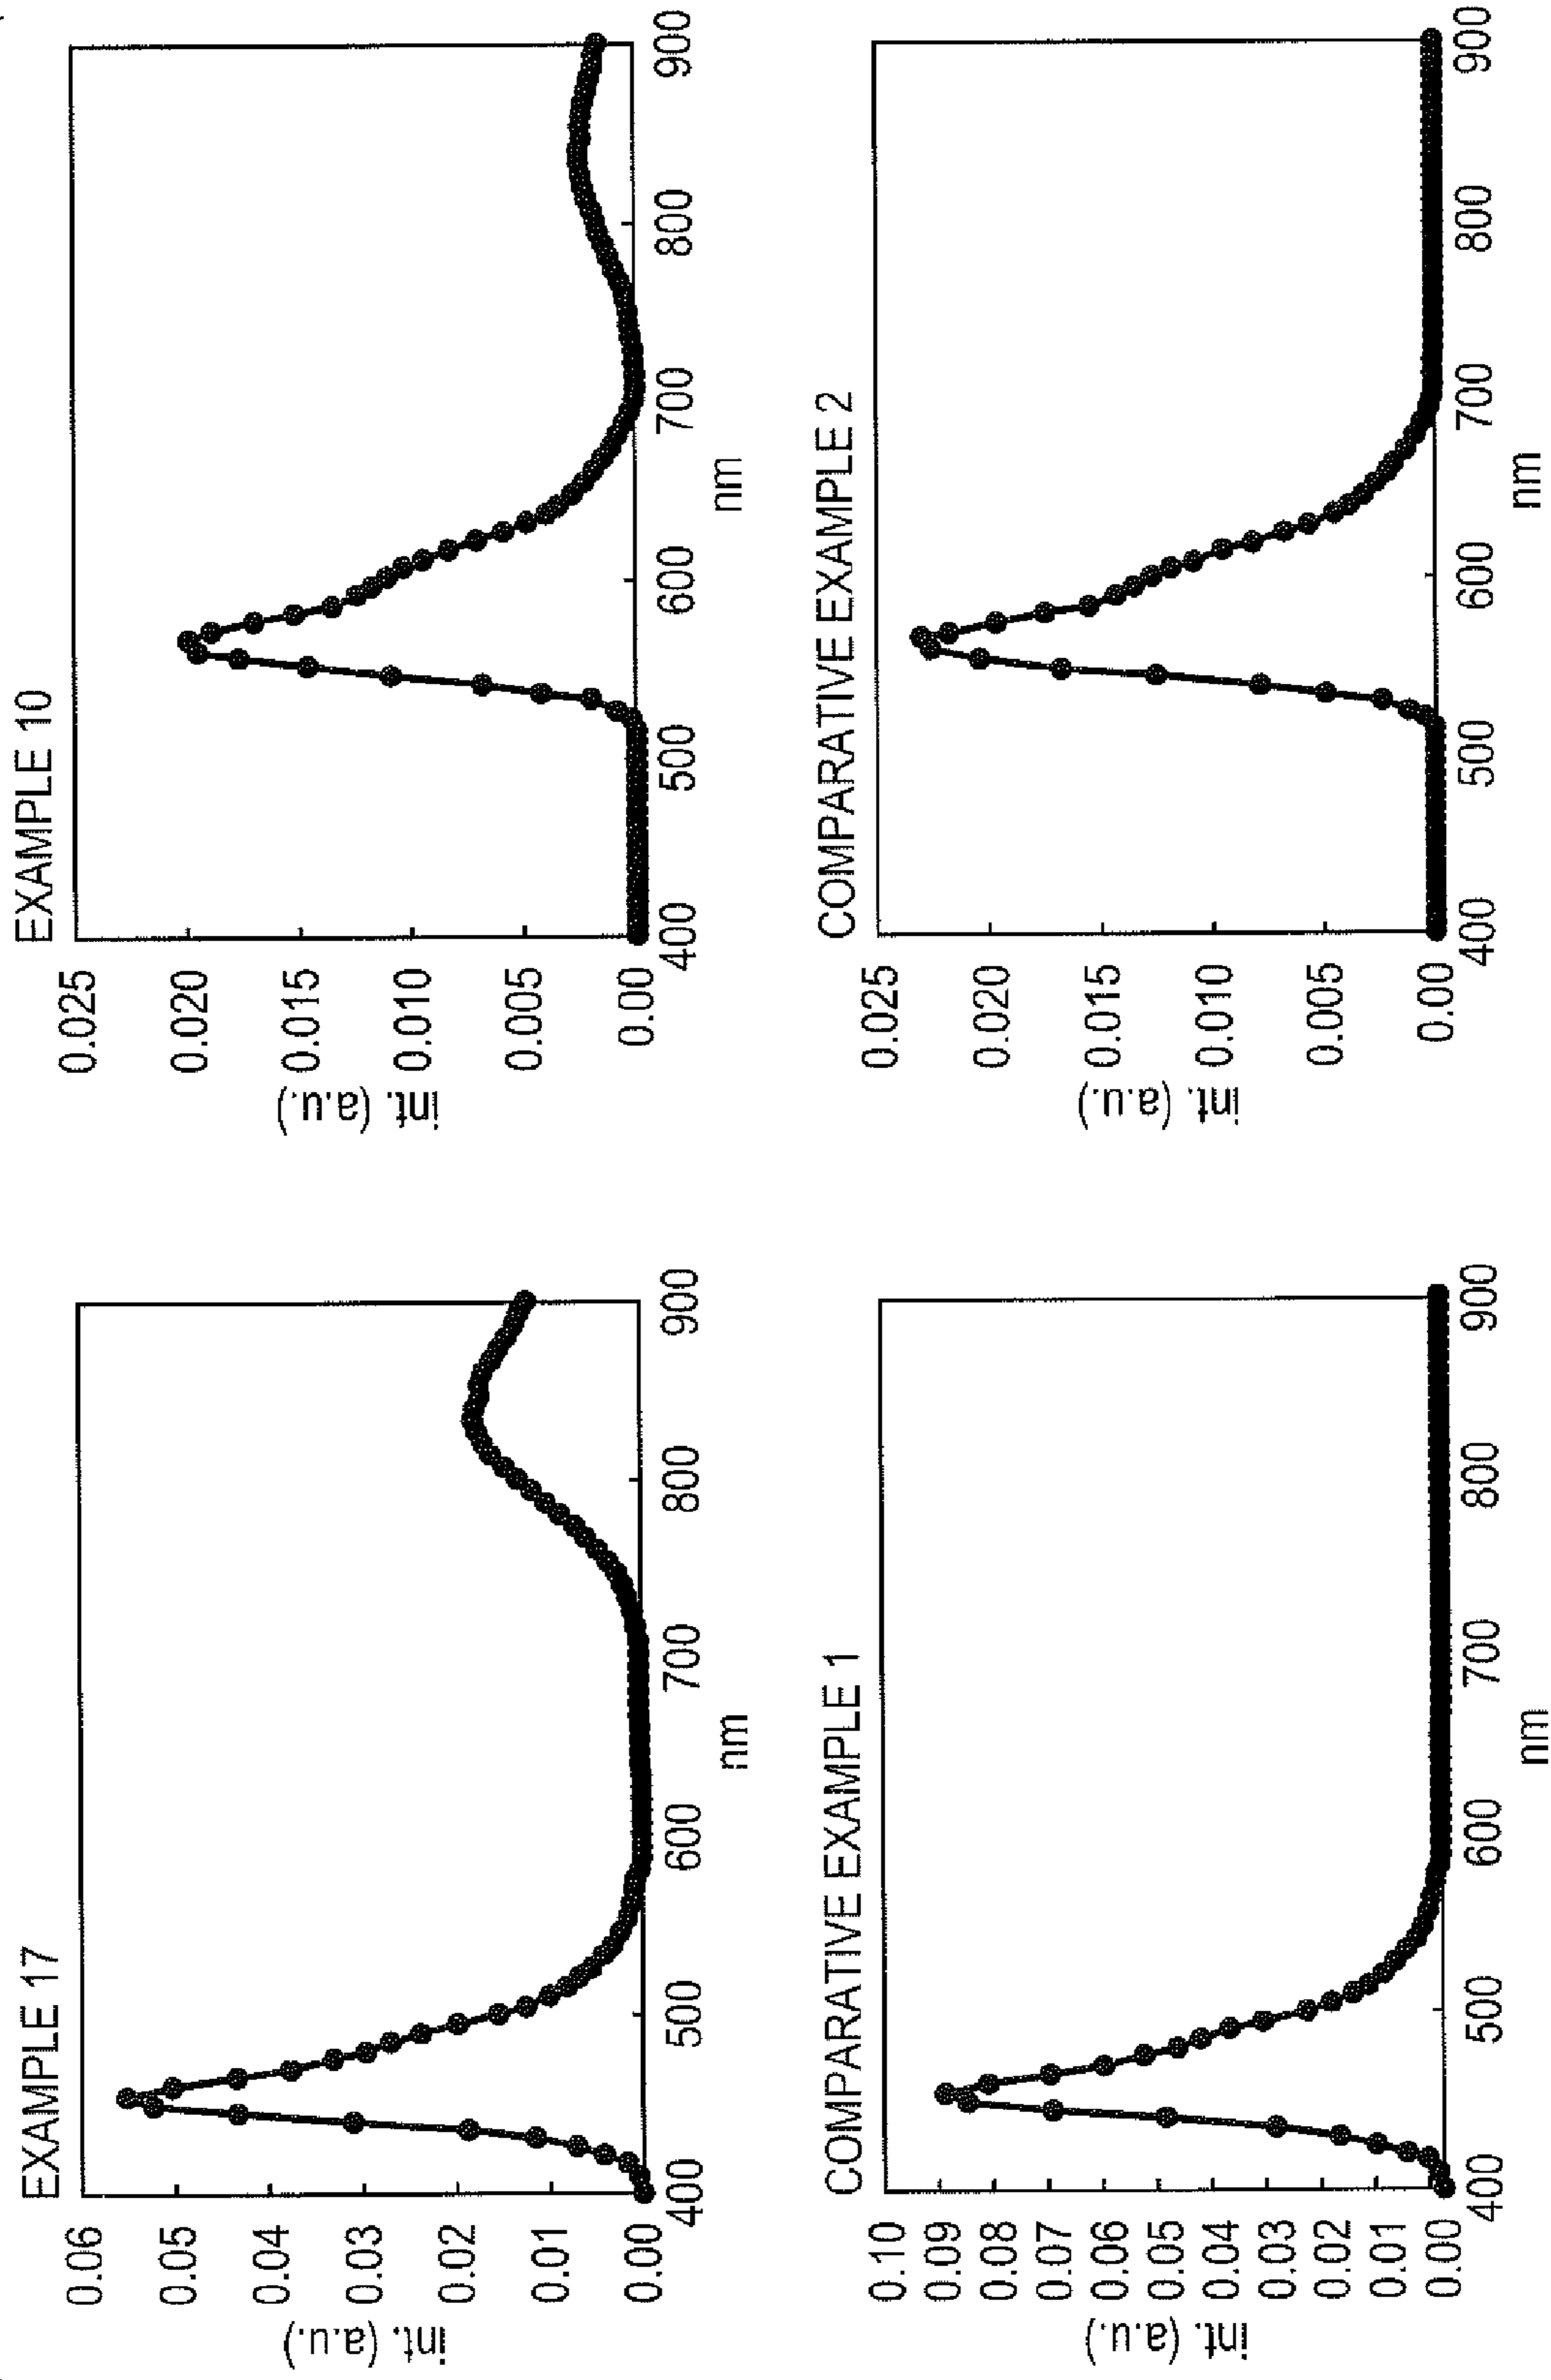 EXAMPLE 17
int. (a.u.)
0.06
0.05
0.04
0.03
0.02
0.01
0.00
400 500 600 700 800 900
nm
EXAMPLE 10
int. (a.u.)
0.025
0.020
0.015
0.010
0.005
0.00
400 500 600 700 800 900
nm
COMPARATIVE EXAMPLE 1
int. (a.u.)
0.10
0.09
0.08
0.07
0.06
0.05
0.04
0.03
0.02
0.01
0.00
400 500 600 700 800 900
nm
COMPARATIVE EXAMPLE 2
int. (a.u.)
0.025
0.020
0.015
0.010
0.005
0.00
400 500 600 700 800 900
nm